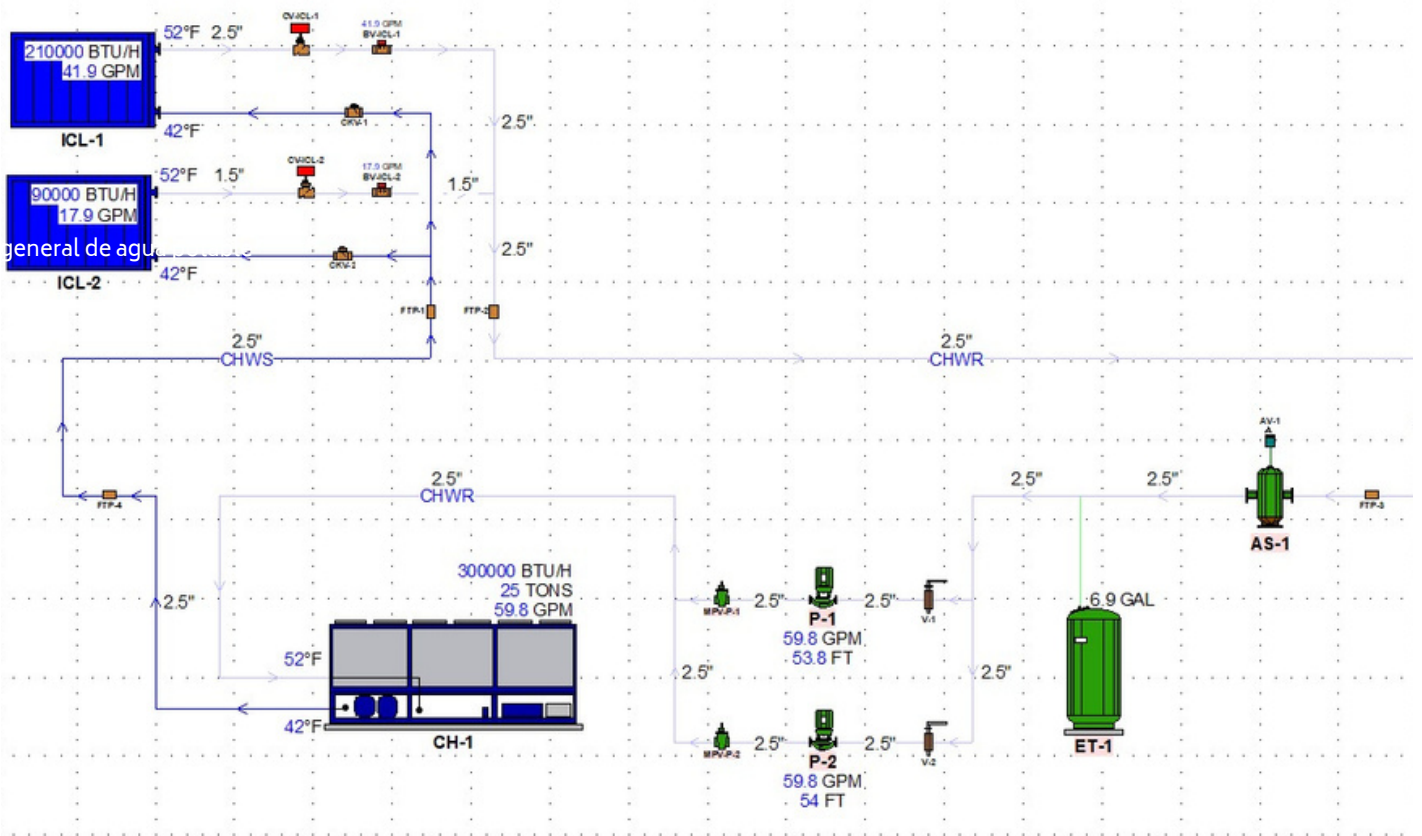 CV-ICL-1
41.9 GPM
BV-ICL-1
52°F 2.5"
210000 BTU/H
41.9 GPM
CKV-1
42°F
ICL-1
2.5"
CV-ICL-2
17.9 GPM
BV-ICL-2
52°F 1.5"
1.5"
90000 BTU/H
17.9 GPM
general de agua
CKV-2
42°F
ICL-2
2.5"
FTP-1
FTP-2
2.5"
CHWS
2.5"
CHWR
AV-1
A
2.5"
CHWR
2.5"
2.5"
FTP-4
FTP-3
AS-1
300000 BTU/H
25 TONS
59.8 GPM
2.5"
52°F
42°F
CH-1
MPV-P-1
2.5"
P-1
2.5"
V-1
59.8 GPM
53.8 FT
6.9 GAL
2.5"
2.5"
MPV-P-2
2.5"
P-2
2.5"
V-2
59.8 GPM
54 FT
ET-1